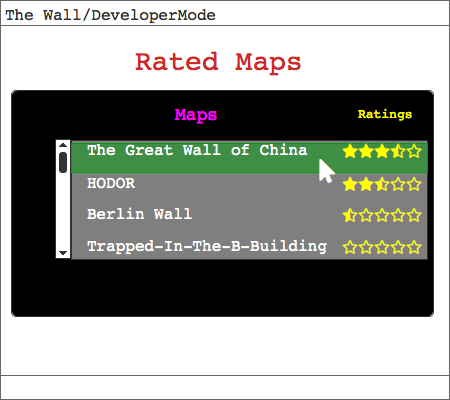 The Wall/DeveloperMode
Rated Maps
Maps Ratings
The Great Wall of China
HODOR
Berlin Wall
Trapped-In-The-B-Building